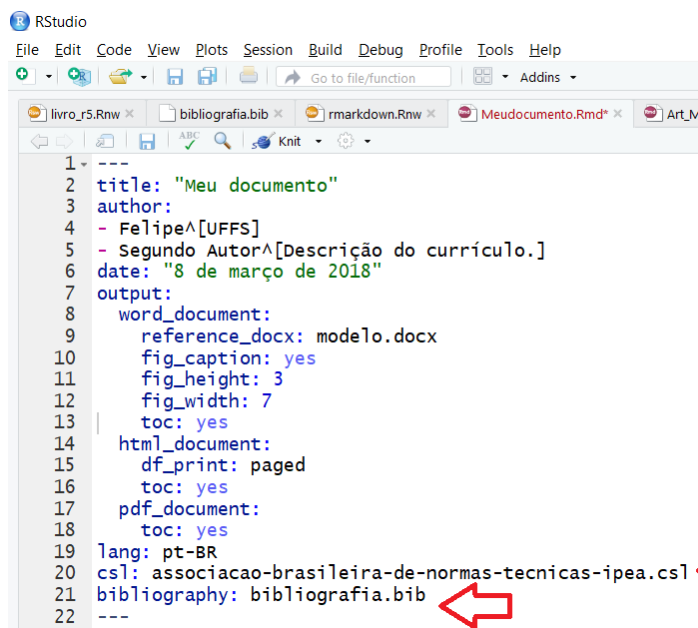 RStudio
File Edit Code View Plots Session Build Debug Profile Tools Help
Go to file/function Addins
livro_r5.Rnw bibliografia.bib rmarkdown.Rnw Meudocumento.Rmd* Art_M
ABC Knit
1 ---
2 title: "Meu documento"
3 author:
4 - Felipe^[UFFS]
5 - Segundo Autor^[Descrição do currículo.]
6 date: "8 de março de 2018"
7 output:
8   word_document:
9     reference_docx: modelo.docx
10     fig_caption: yes
11     fig_height: 3
12     fig_width: 7
13     toc: yes
14   html_document:
15     df_print: paged
16     toc: yes
17   pdf_document:
18     toc: yes
19 lang: pt-BR
20 csl: associacao-brasileira-de-normas-tecnicas-ipea.csl
21 bibliography: bibliografia.bib
22 ---